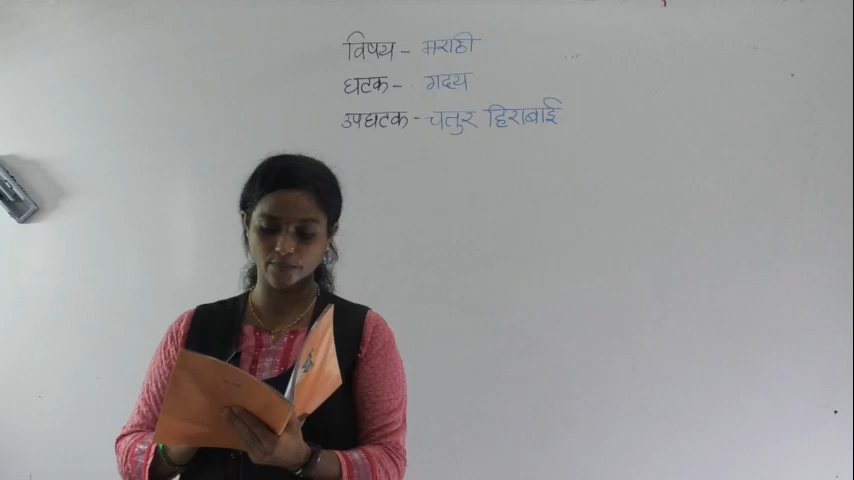 विषय - मराठी
घटक - गद्य
उपघटक - चतुर हिराबाई